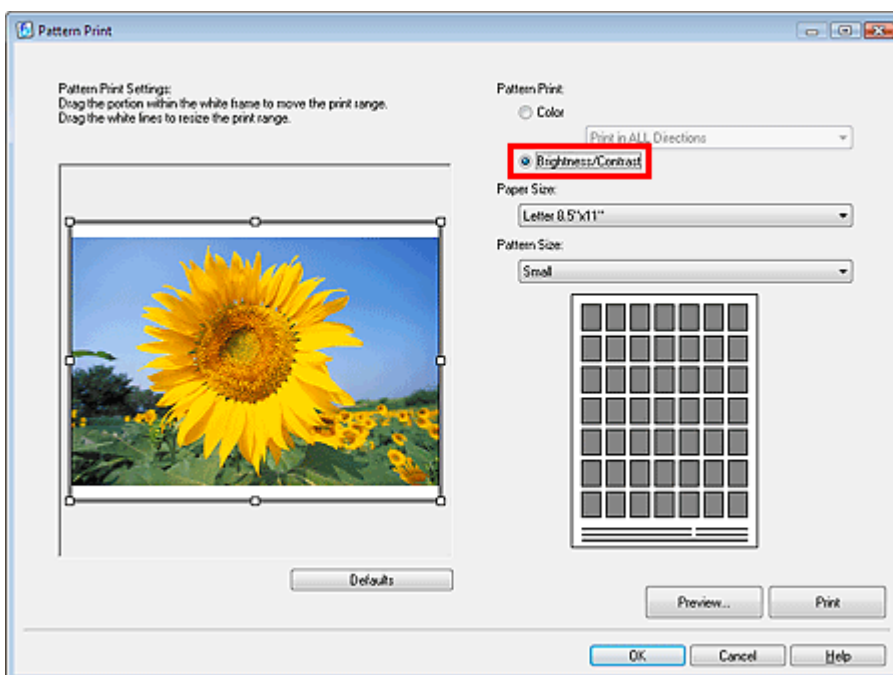 Pattern Print
Pattern Print Settings:
Drag the portion within the white frame to move the print range.
Drag the white lines to resize the print range.
Defaults
Pattern Print:
Color
Print in ALL Directions
Brightness/Contrast
Paper Size:
Letter 8.5"x11"
Pattern Size:
Small
Preview...
Print
OK
Cancel
Help